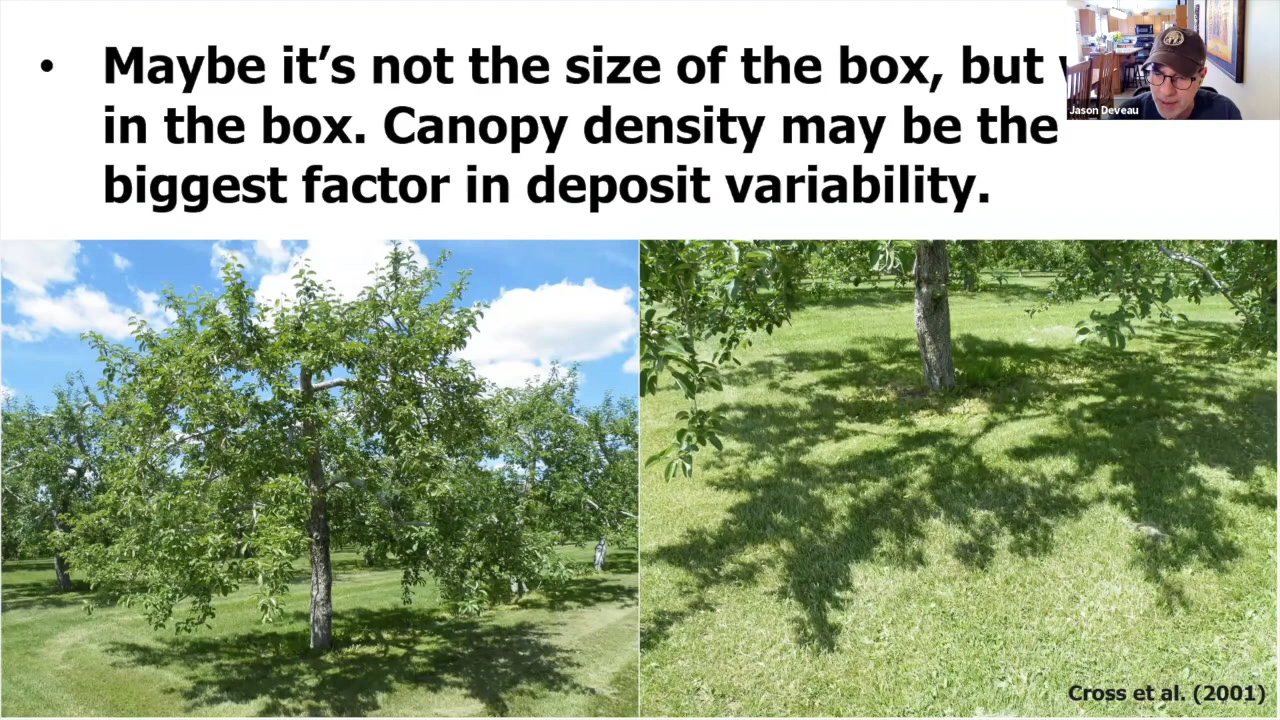 • Maybe it’s not the size of the box, but
in the box. Canopy density may be the
biggest factor in deposit variability.
Jason Deveau
Cross et al. (2001)